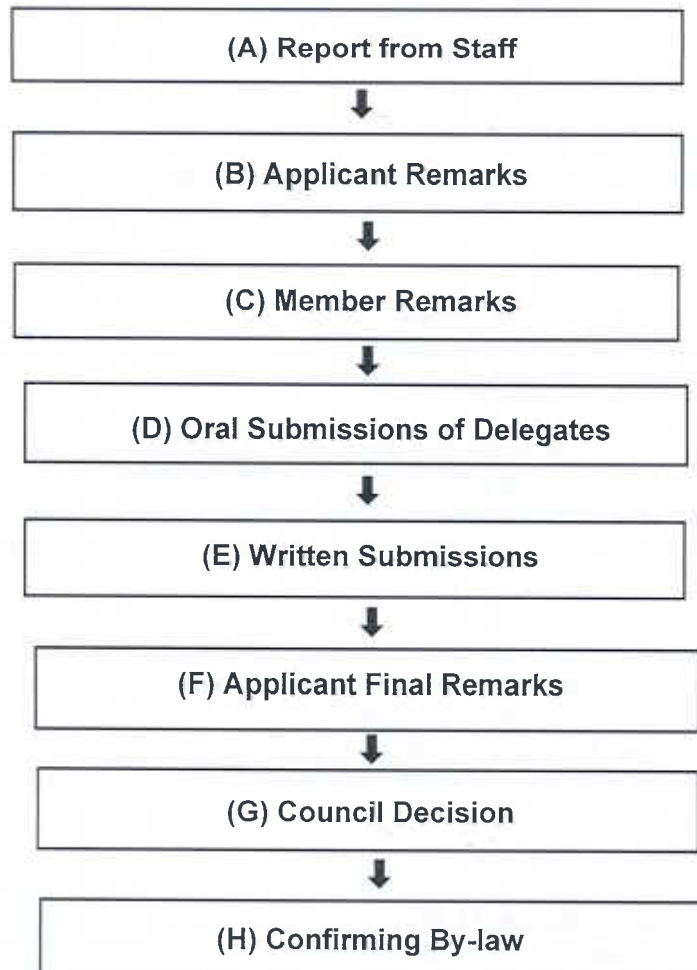 (A) Report from Staff
(B) Applicant Remarks
(C) Member Remarks
(D) Oral Submissions of Delegates
(E) Written Submissions
(F) Applicant Final Remarks
(G) Council Decision
(H) Confirming By-law